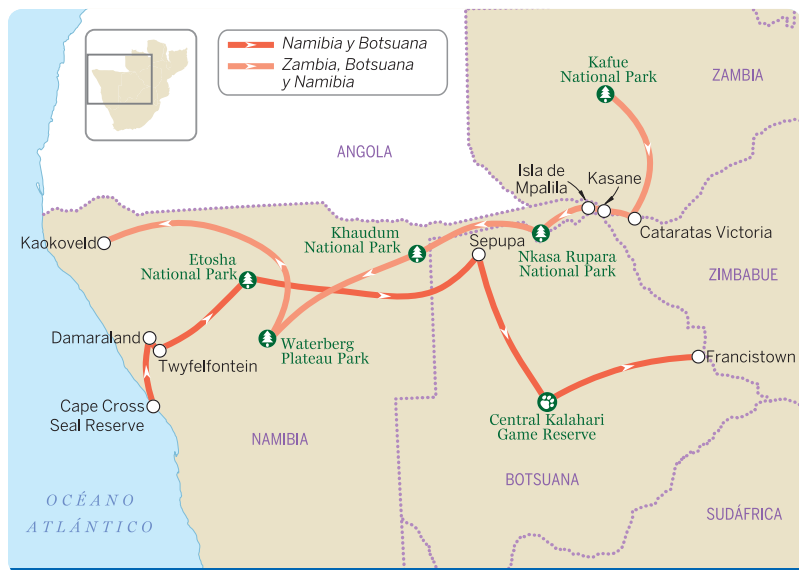 Namibia y Botsuana
Zambia, Botsuana
y Namibia
Kafue
National Park
ZAMBIA
ANGOLA
Isla de
Mpalila
Kasane
Cataratas Victoria
Kaokoveld
Etosha
National Park
Khaudum
National Park
Sepupa
Nkasa Rupara
National Park
ZIMBABUE
Damaraland
Twyfelfontein
Waterberg
Plateau Park
Francistown
Cape Cross
Seal Reserve
NAMIBIA
Central Kalahari
Game Reserve
BOTSUANA
OCÉANO
ATLÁNTICO
SUDÁFRICA